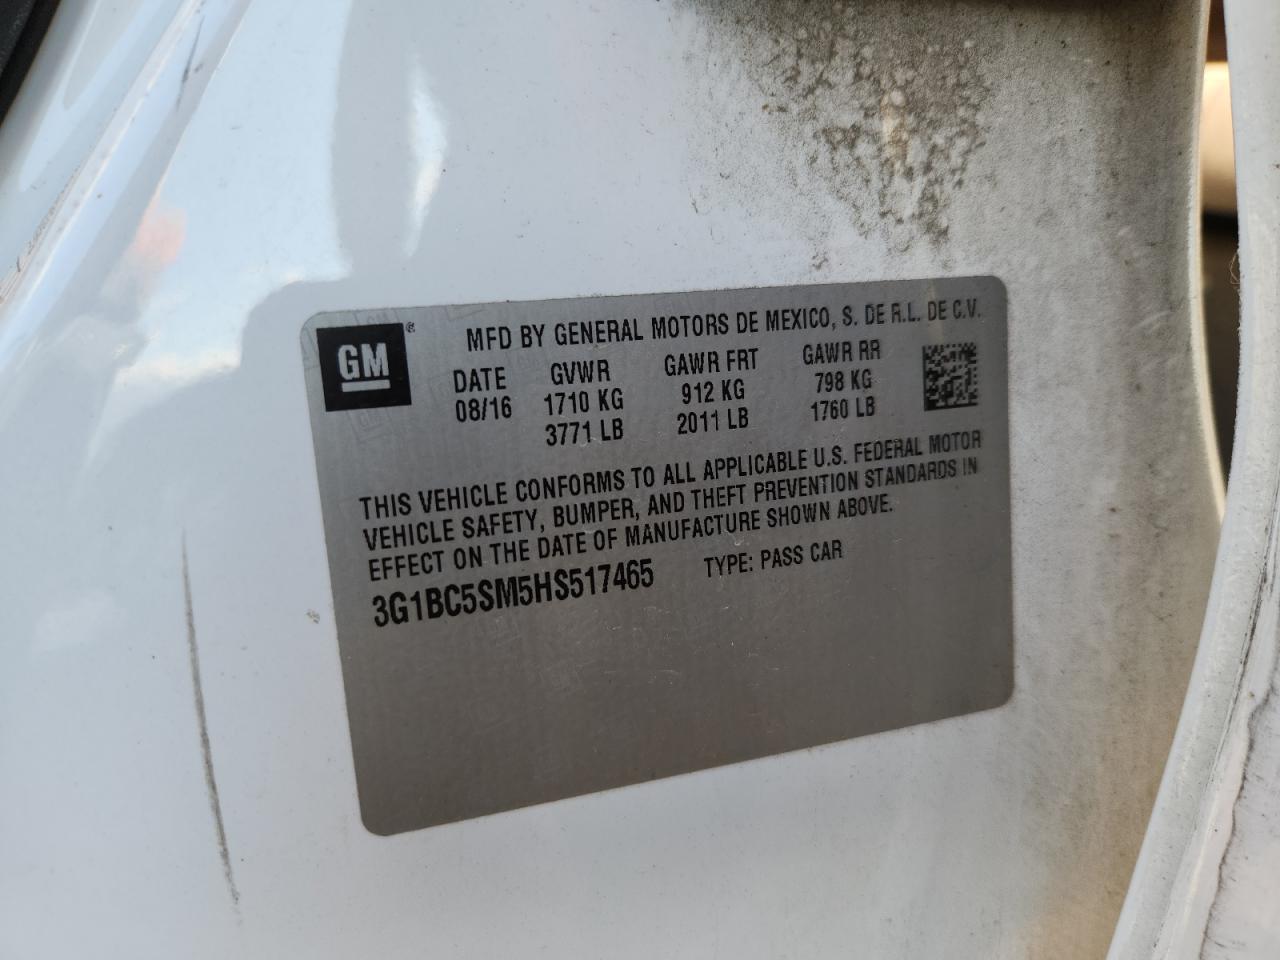 GM
MFD BY GENERAL MOTORS DE MEXICO, S. DE R.L. DE C.V.
DATE GVWR GAWR FRT GAWR RR
08/16 1710 KG 912 KG 798 KG
3771 LB 2011 LB 1760 LB
THIS VEHICLE CONFORMS TO ALL APPLICABLE U.S. FEDERAL MOTOR
VEHICLE SAFETY, BUMPER, AND THEFT PREVENTION STANDARDS IN
EFFECT ON THE DATE OF MANUFACTURE SHOWN ABOVE.
3G1BC5SM5HS517465 TYPE: PASS CAR